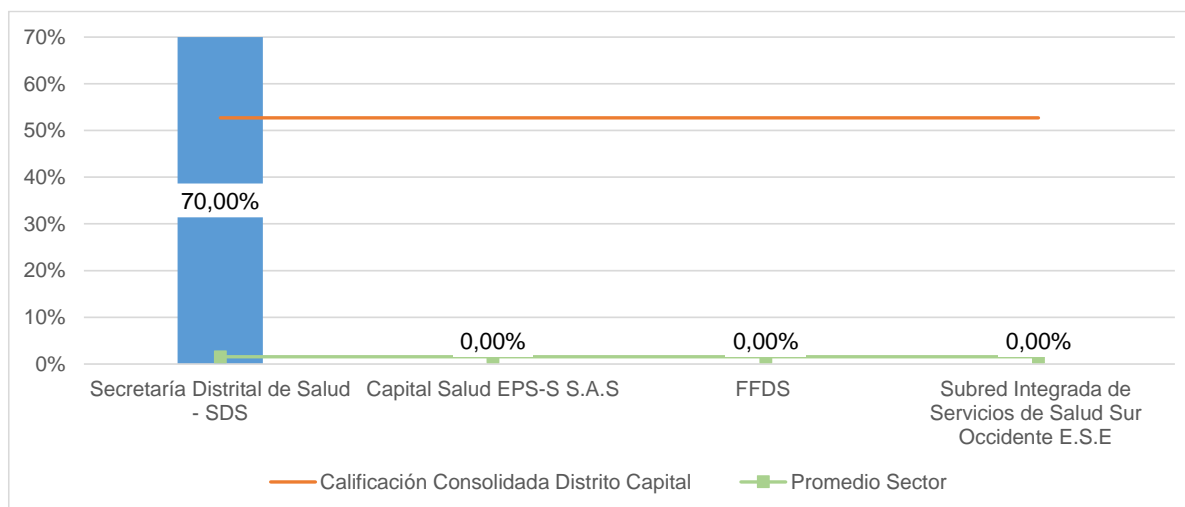 70%
60%
50%
40%
30%
20%
10%
0%
70,00%
0,00%
0,00%
0,00%
Secretaría Distrital de Salud
- SDS
Capital Salud EPS-S S.A.S
FFDS
Subred Integrada de
Servicios de Salud Sur
Occidente E.S.E
Calificación Consolidada Distrito Capital
Promedio Sector